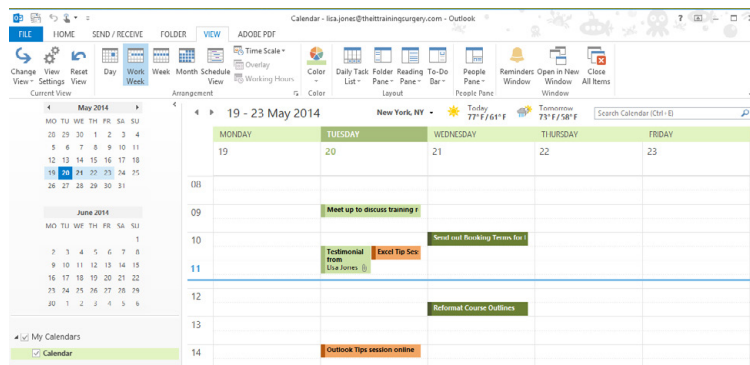 Calendar - lisa.jones@theittrainingsurgery.com - Outlook
FILE HOME SEND / RECEIVE FOLDER VIEW ADOBE PDF
Change View View Settings Reset View
Current View
Day Work Week Week Month Schedule View
Time Scale
Overlay
Working Hours
Arrangement
Color
Color
Daily Task List Folder Pane Reading Pane To-Do Bar
Layout
People Pane
People Pane
Reminders Window Open in New Window Close All Items
Window
May 2014
MO TU WE TH FR SA SU
28 29 30 1 2 3 4
5 6 7 8 9 10 11
12 13 14 15 16 17 18
19 20 21 22 23 24 25
26 27 28 29 30 31
June 2014
MO TU WE TH FR SA SU
1
2 3 4 5 6 7 8
9 10 11 12 13 14 15
16 17 18 19 20 21 22
23 24 25 26 27 28 29
30 1 2 3 4 5 6
My Calendars
Calendar
19 - 23 May 2014
New York, NY
Today
77°F/61°F
Tomorrow
73°F/58°F
Search Calendar (Ctrl+E)
MONDAY TUESDAY WEDNESDAY THURSDAY FRIDAY
19 20 21 22 23
08
09
Meet up to discuss training r
10
Send out Booking Terms for
Testimonial from
Lisa Jones
Excel Tip Ses
11
12
Reformat Course Outlines
13
14
Outlook Tips session online